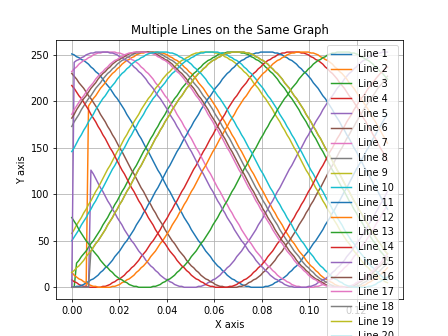 Multiple Lines on the Same Graph
Y axis
250
200
150
100
50
0
0.00
0.02
0.04
0.06
0.08
0.10
X axis
Line 1
Line 2
Line 3
Line 4
Line 5
Line 6
Line 7
Line 8
Line 9
Line 10
Line 11
Line 12
Line 13
Line 14
Line 15
Line 16
Line 17
Line 18
Line 19
Line 20